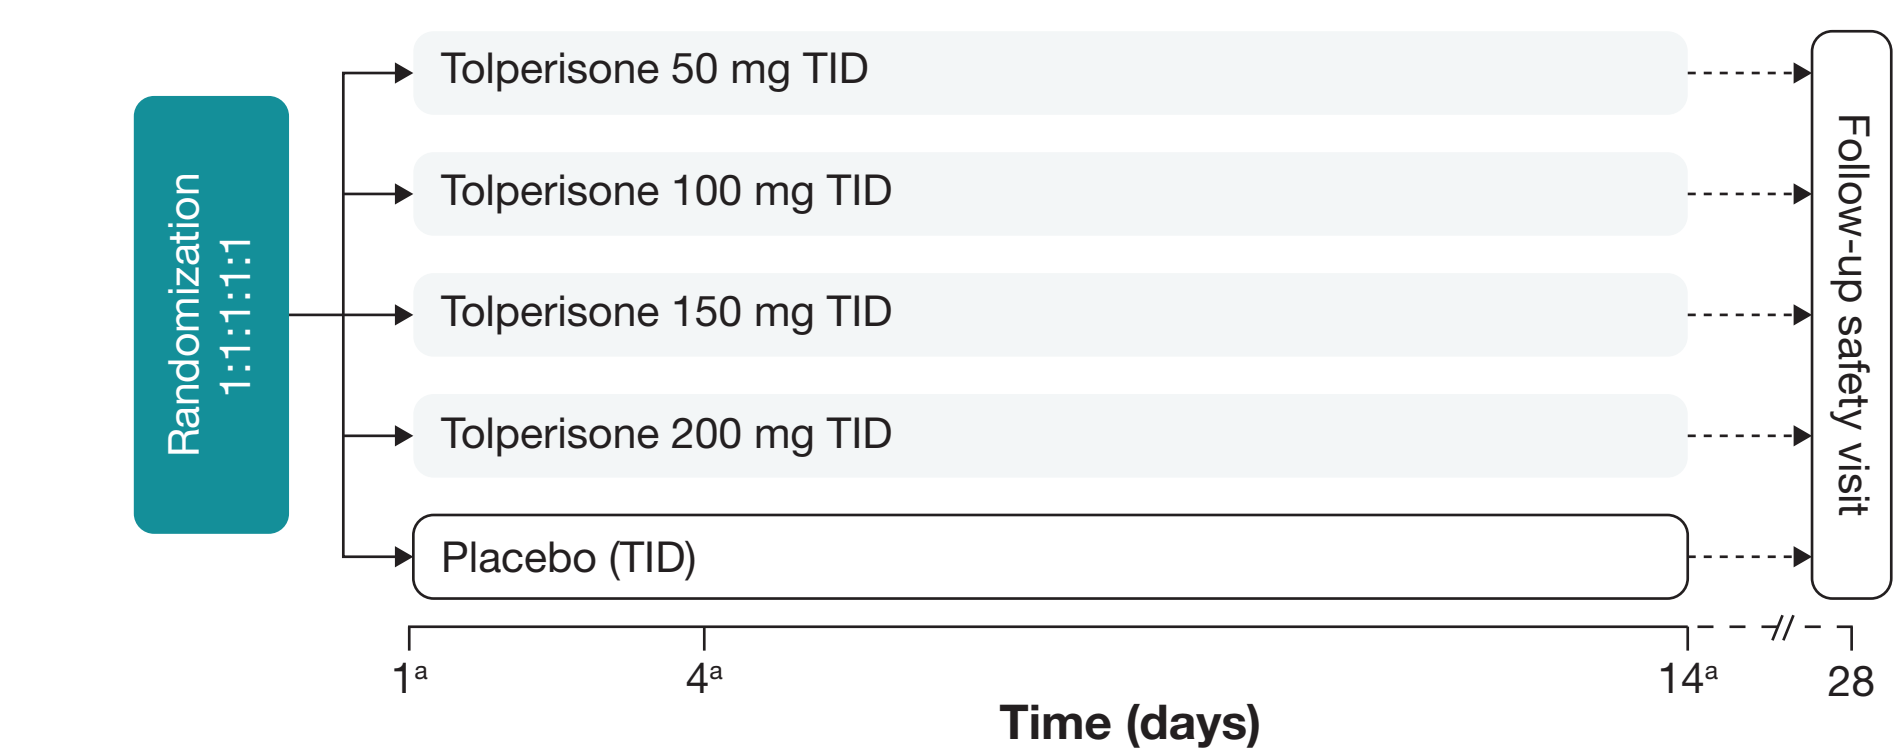 Randomization
1:1:1:1:1
Tolperisone 50 mg TID
Tolperisone 100 mg TID
Tolperisone 150 mg TID
Tolperisone 200 mg TID
Placebo (TID)
Follow-up safety visit
1ª 4ª 14ª 28
Time (days)